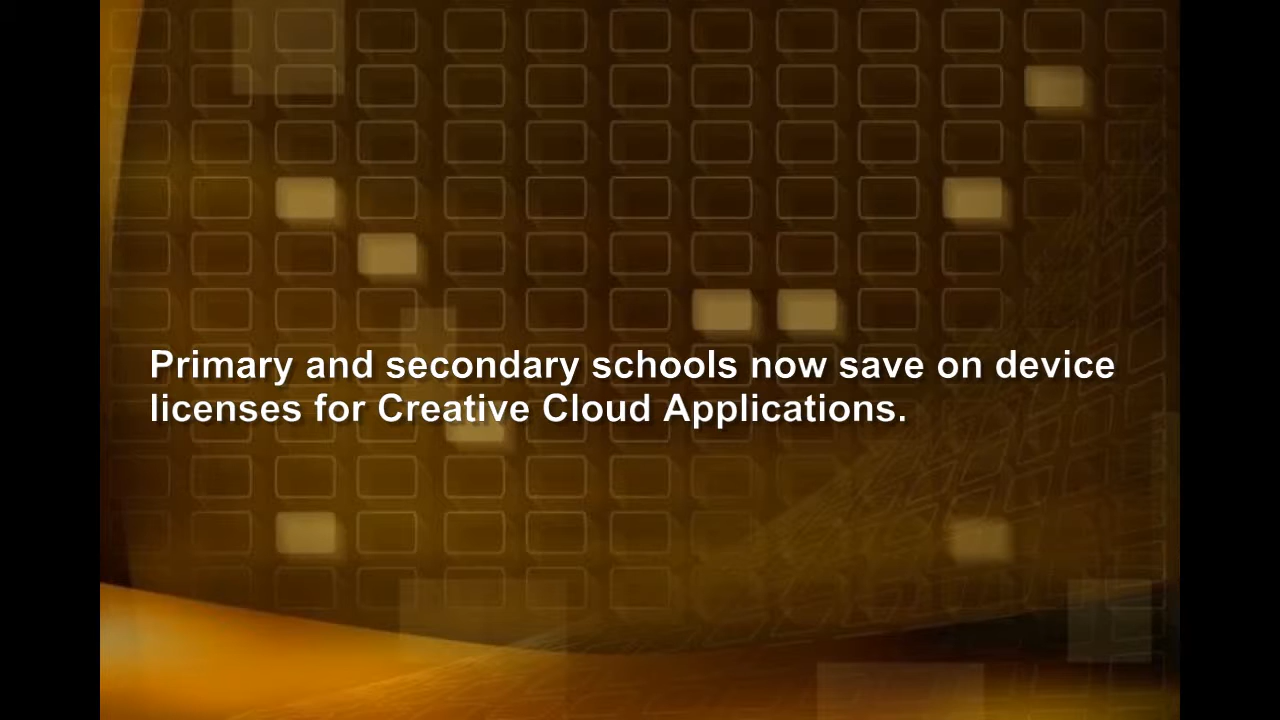 Primary and secondary schools now save on device
licenses for Creative Cloud Applications.